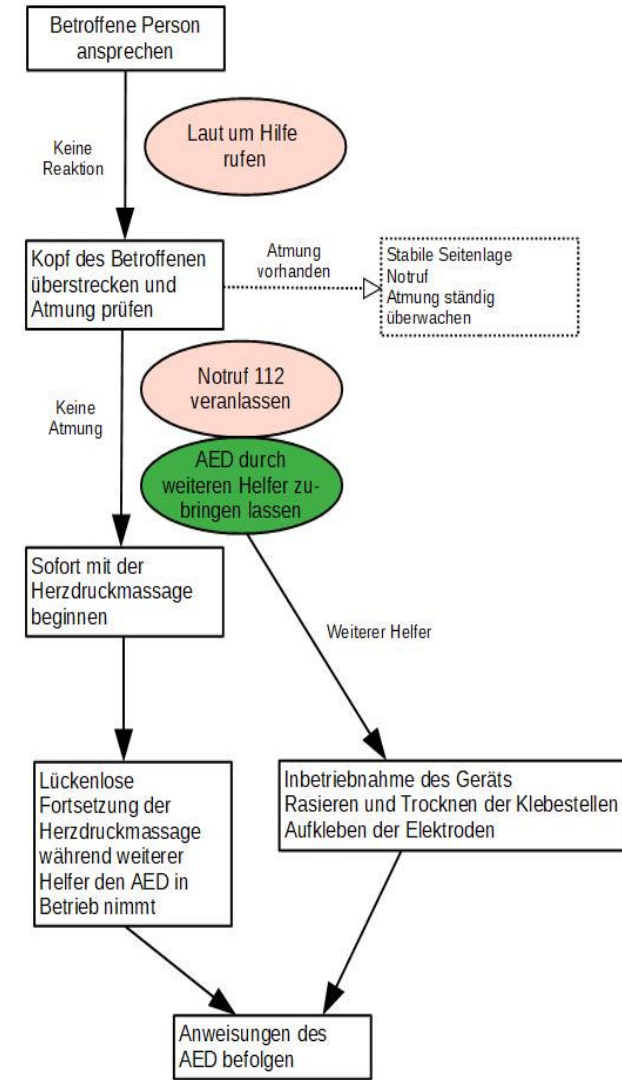 Betroffene Person
ansprechen
Laut um Hilfe
rufen
Keine
Reaktion
Kopf des Betroffenen
überstrecken und
Atmung prüfen
Atmung
vorhanden
Stabile Seitenlage
Notruf
Atmung ständig
überwachen
Notruf 112
veranlassen
Keine
Atmung
AED durch
weiteren Helfer zu-
bringen lassen
Sofort mit der
Herzdruckmassage
beginnen
Weiterer Helfer
Lückenlose
Fortsetzung der
Herzdruckmassage
während weiterer
Helfer den AED in
Betrieb nimmt
Inbetriebnahme des Geräts
Rasieren und Trocknen der Klebestellen
Aufkleben der Elektroden
Anweisungen des
AED befolgen